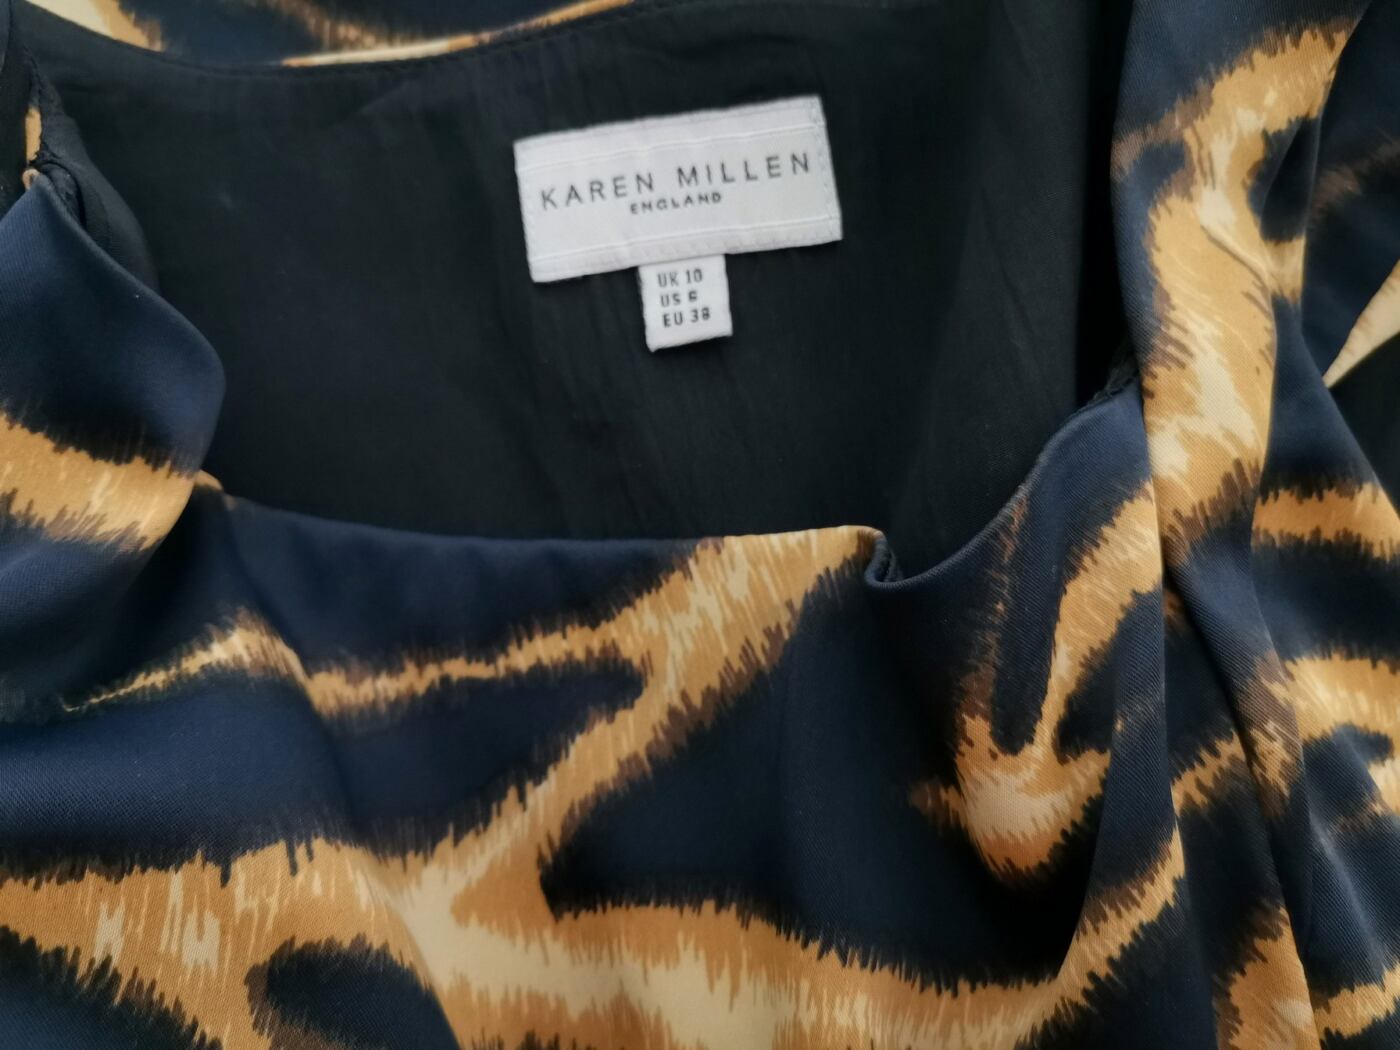 KAREN MILLEN
ENGLAND
UK 10
US 6
EU 38